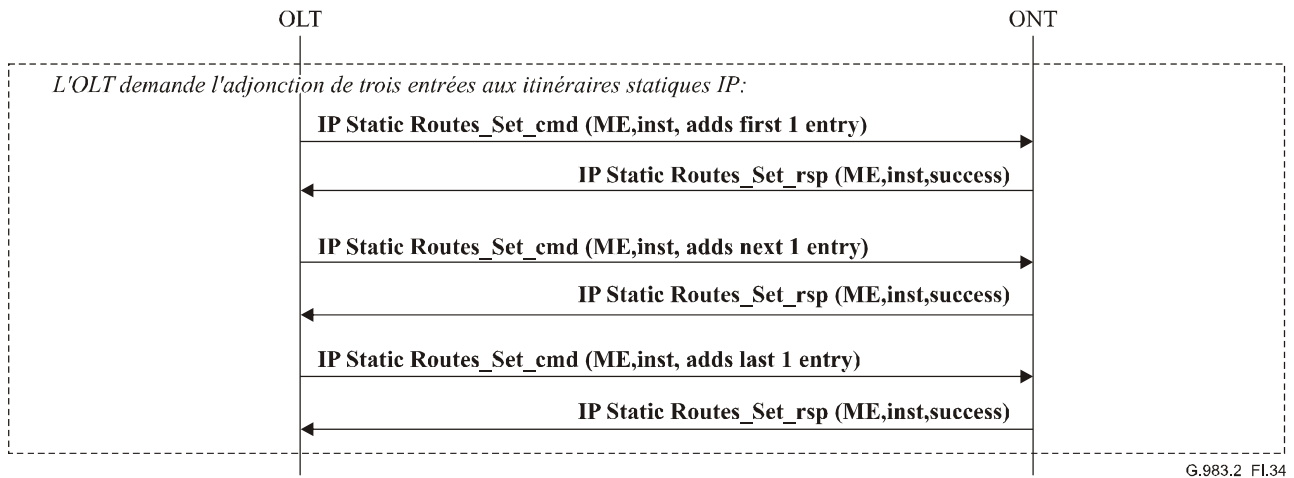 OLT ONT
L'OLT demande l'adjonction de trois entrées aux itinéraires statiques IP:
IP Static Routes_Set_cmd (ME,inst, adds first 1 entry)
IP Static Routes_Set_rsp (ME,inst,success)
IP Static Routes_Set_cmd (ME,inst, adds next 1 entry)
IP Static Routes_Set_rsp (ME,inst,success)
IP Static Routes_Set_cmd (ME,inst, adds last 1 entry)
IP Static Routes_Set_rsp (ME,inst,success)
G.983.2 FI.34